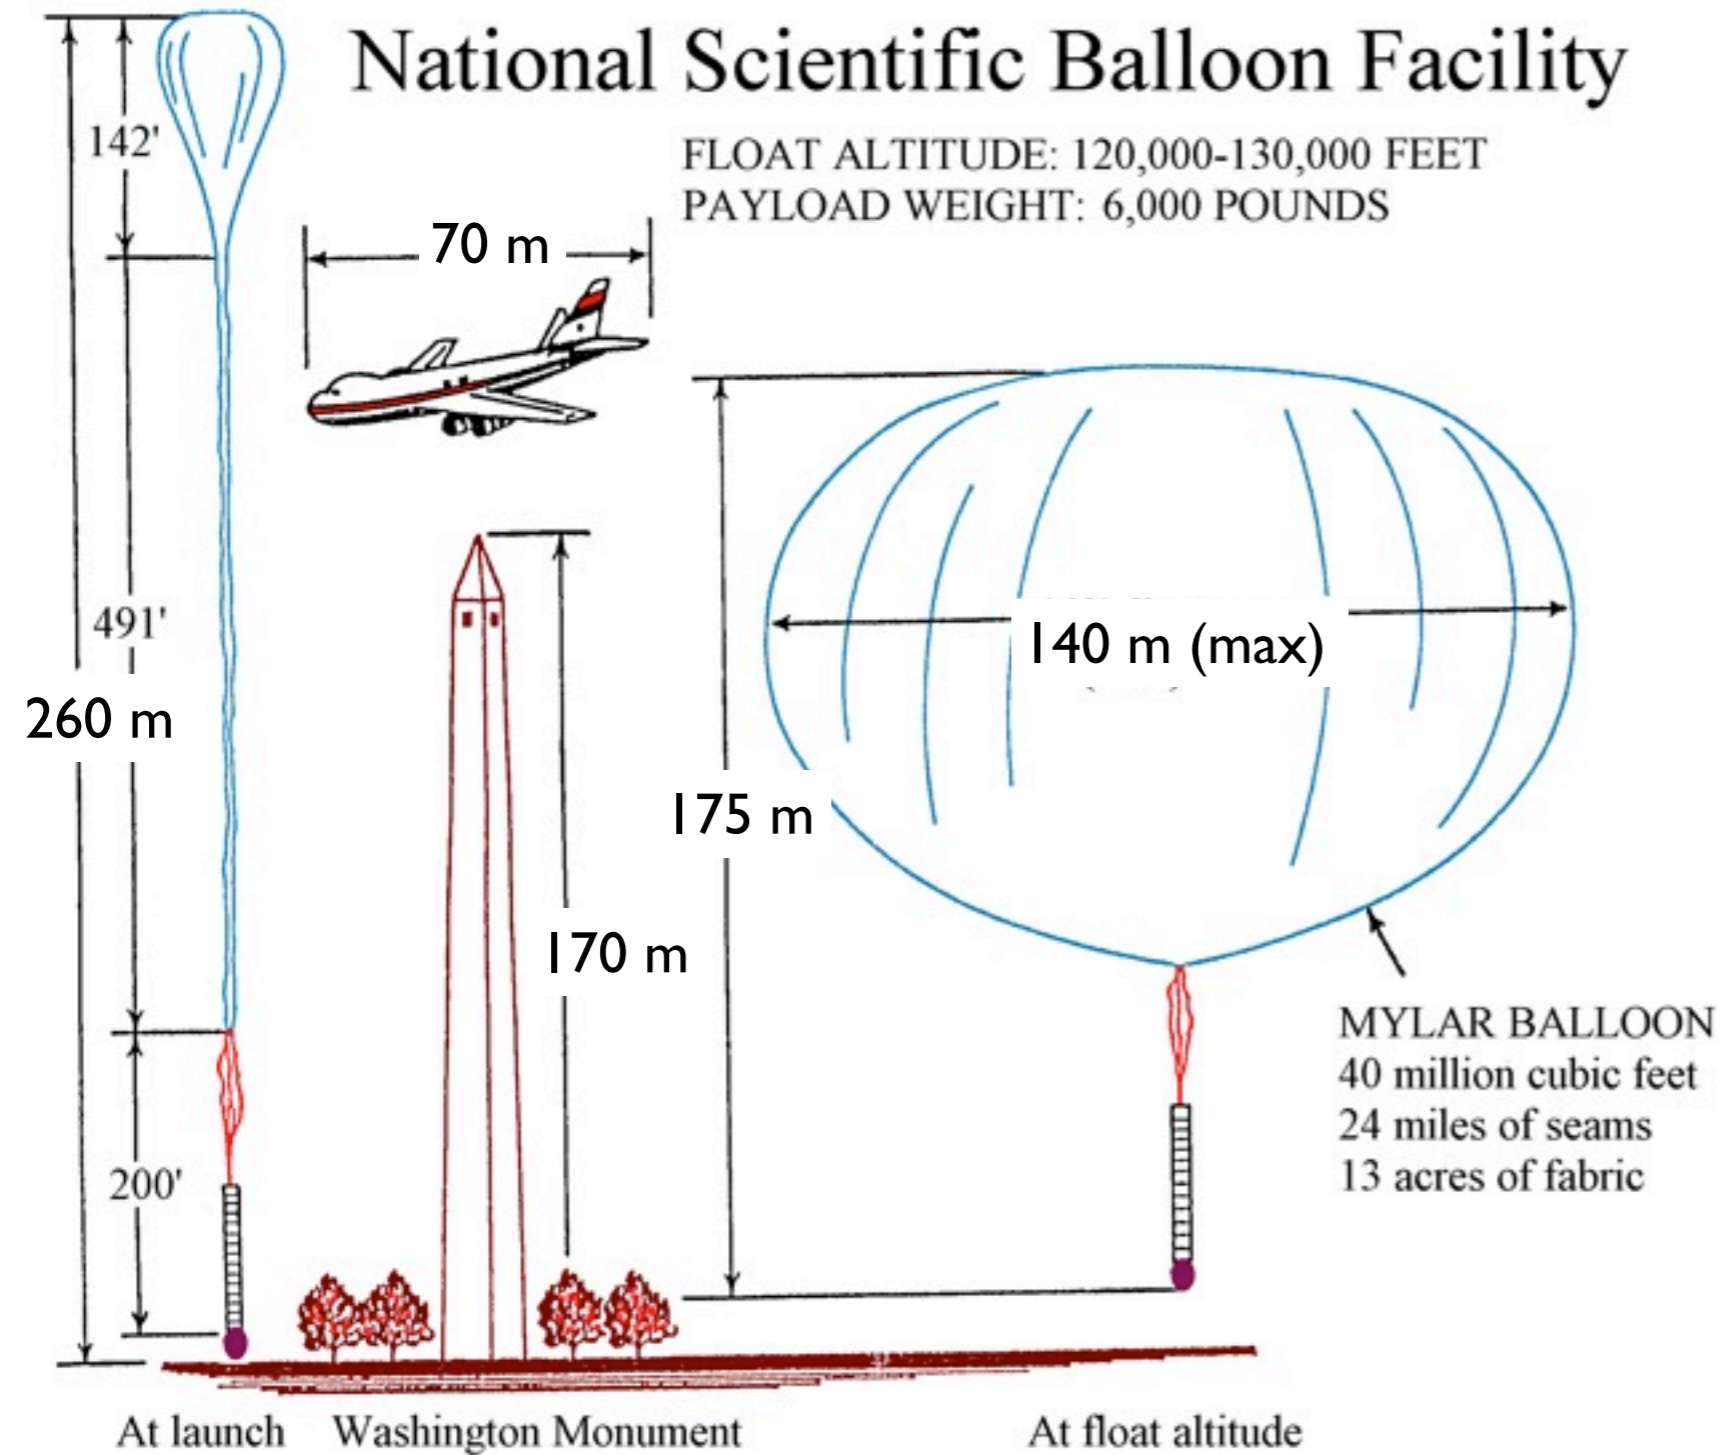 National Scientific Balloon Facility
FLOAT ALTITUDE: 120,000-130,000 FEET
PAYLOAD WEIGHT: 6,000 POUNDS
142'
70 m
491'
260 m
140 m (max)
175 m
170 m
MYLAR BALLOON
40 million cubic feet
24 miles of seams
13 acres of fabric
200'
At launch
Washington Monument
At float altitude